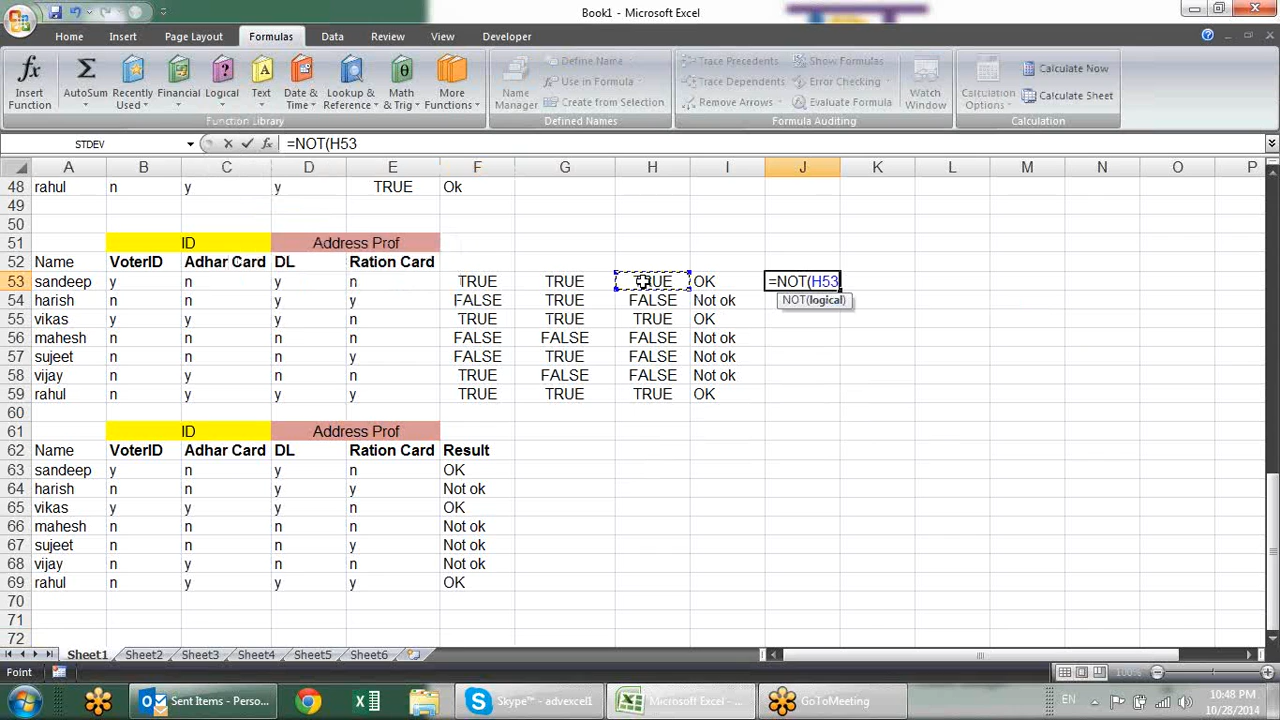 Book1 - Microsoft Excel
Home Insert Page Layout Formulas Data Review View Developer
Insert Function
AutoSum
Recently Used
Financial
Logical
Text
Date & Time
Lookup & Reference
Math & Trig
More Functions
Function Library
Name Manager
Define Name
Use in Formula
Create from Selection
Defined Names
Trace Precedents
Trace Dependents
Remove Arrows
Show Formulas
Error Checking
Evaluate Formula
Formula Auditing
Watch Window
Calculation Options
Calculate Now
Calculate Sheet
Calculation
STDEV fx =NOT(H53
A B C D E F G H I J K L M N O P
48 rahul n y y TRUE Ok
49
50
51 ID Address Prof
52 Name VoterID Adhar Card DL Ration Card
53 sandeep y n y n TRUE TRUE TRUE OK =NOT(H53
54 harish n n y y FALSE TRUE FALSE Not ok NOT(logical)
55 vikas y y y n TRUE TRUE TRUE OK
56 mahesh n n n n FALSE FALSE FALSE Not ok
57 sujeet n n n y FALSE TRUE FALSE Not ok
58 vijay n y n n TRUE FALSE FALSE Not ok
59 rahul n y y y TRUE TRUE TRUE OK
60
61 ID Address Prof
62 Name VoterID Adhar Card DL Ration Card Result
63 sandeep y n y n OK
64 harish n n y y Not ok
65 vikas y y y n OK
66 mahesh n n n n Not ok
67 sujeet n n n y Not ok
68 vijay n y n n Not ok
69 rahul n y y y OK
70
71
72
Sheet1 Sheet2 Sheet3 Sheet4 Sheet5 Sheet6
Point 100%
Sent Items - Perso... Skype™ - advexcel1 Microsoft Excel - ... GoToMeeting EN 10:48 PM
10/28/2014